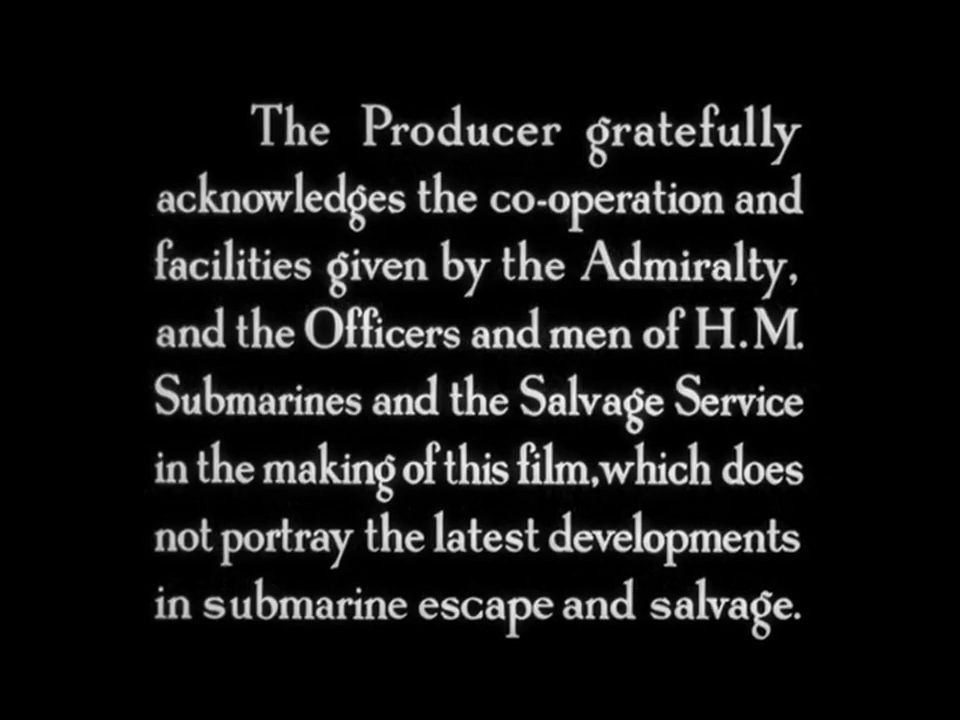 The Producer gratefully
acknowledges the co-operation and
facilities given by the Admiralty,
and the Officers and men of H.M.
Submarines and the Salvage Service
in the making of this film, which does
not portray the latest developments
in submarine escape and salvage.